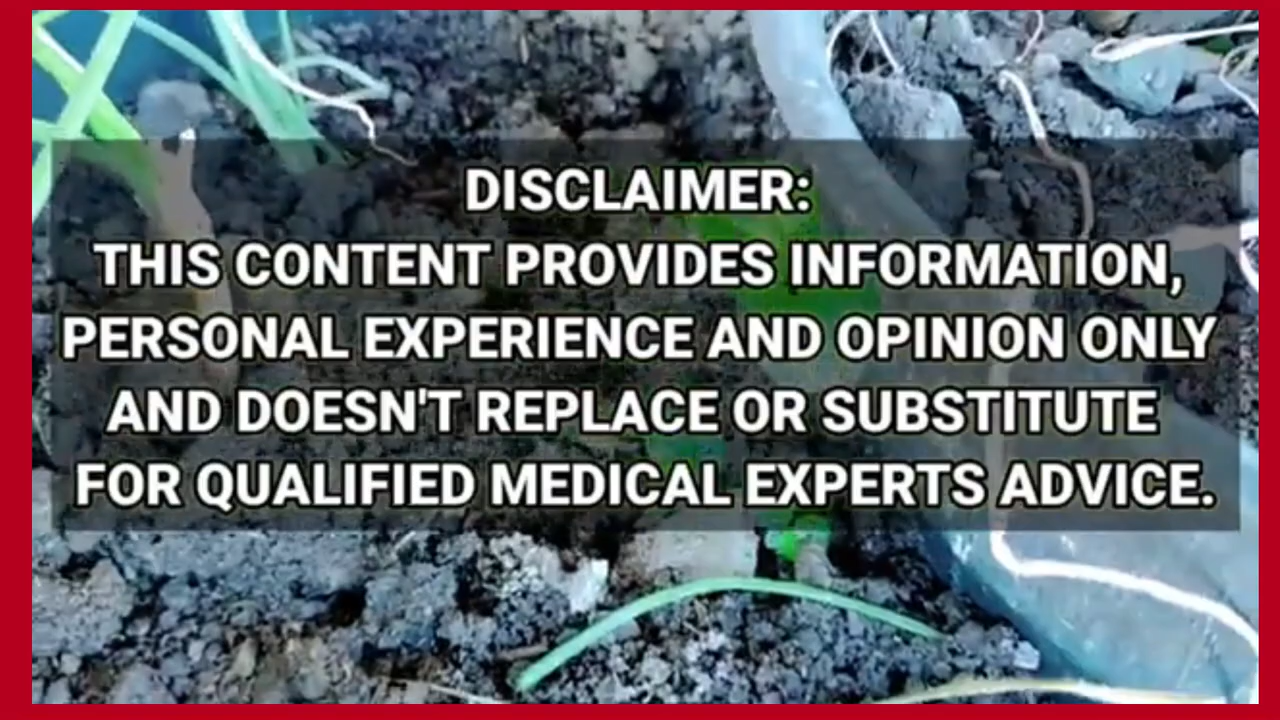 DISCLAIMER:
THIS CONTENT PROVIDES INFORMATION,
PERSONAL EXPERIENCE AND OPINION ONLY
AND DOESN'T REPLACE OR SUBSTITUTE
FOR QUALIFIED MEDICAL EXPERTS ADVICE.